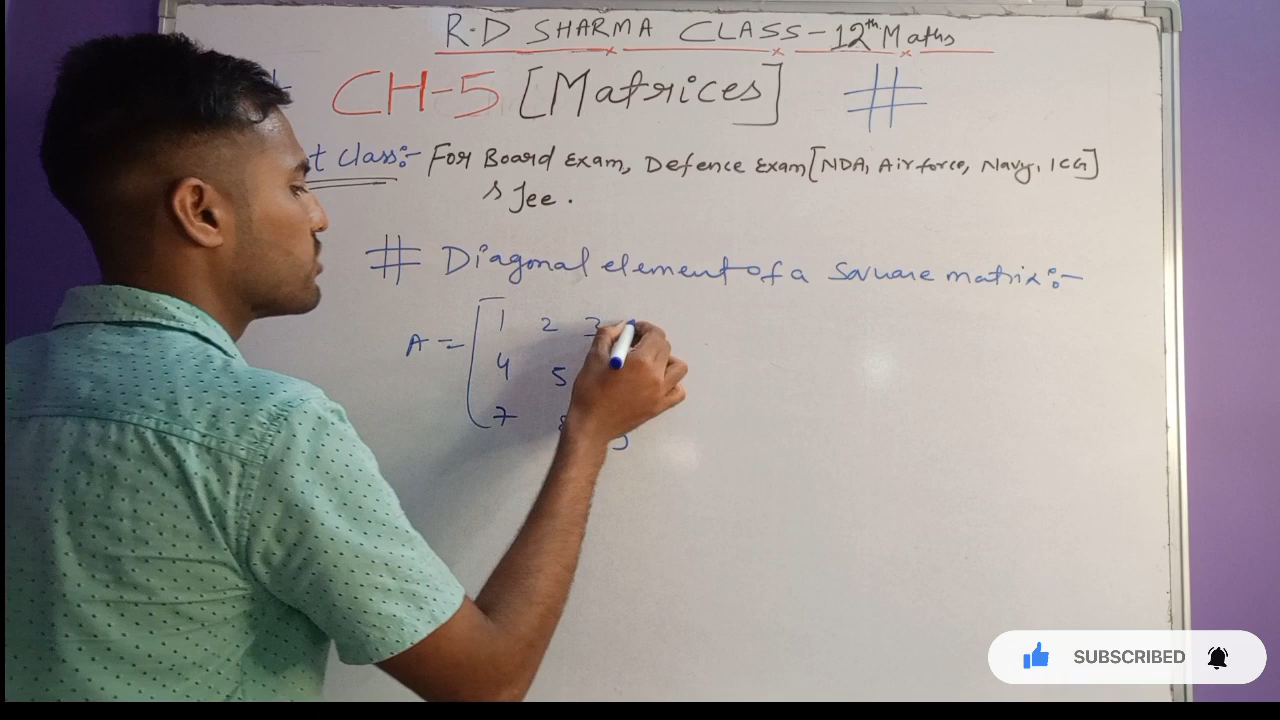 R.D SHARMA CLASS-12th Maths
CH-5 [Matrices] #
t class:- For Board Exam, Defence Exam [NDA, Airforce, Navy, ICG]
& Jee.
# Diagonal element of a Square matrix:-
A = [ 1 2 3
4 5
7 8
SUBSCRIBED